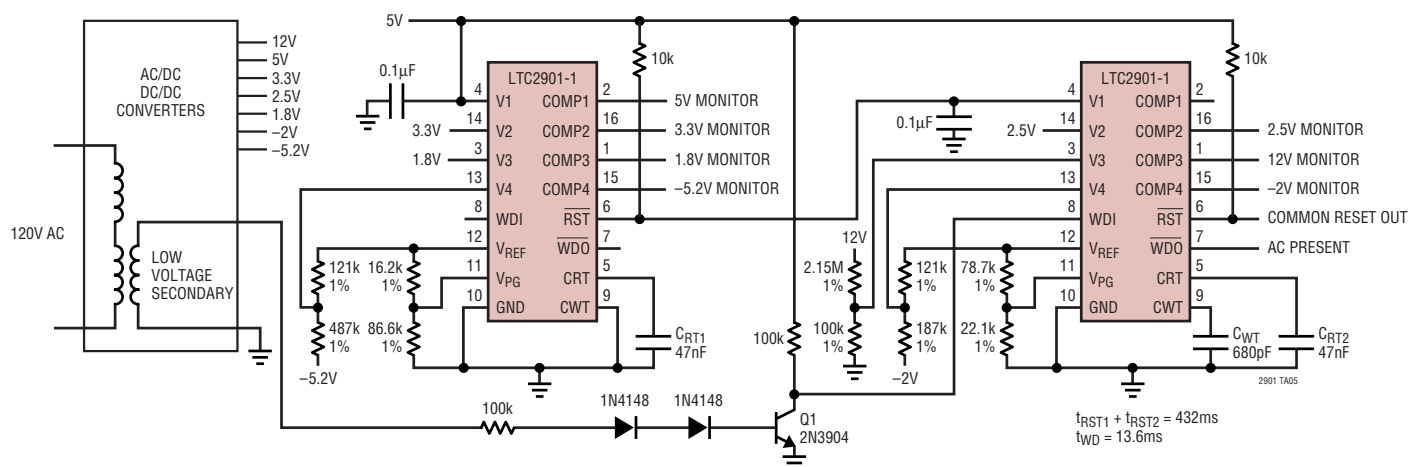 5V
12V
5V
3.3V
2.5V
1.8V
–2V
–5.2V
AC/DC
DC/DC
CONVERTERS
120V AC
LOW
VOLTAGE
SECONDARY
0.1µF
10k
LTC2901-1
4 V1 COMP1 2 5V MONITOR
3.3V 14 V2 COMP2 16 3.3V MONITOR
1.8V 3 V3 COMP3 1 1.8V MONITOR
13 V4 COMP4 15 –5.2V MONITOR
8 WDI RST 6
12 VREF WDO 7
11 VPG CRT 5
10 GND CWT 9
121k
1%
16.2k
1%
487k
1%
86.6k
1%
–5.2V
CRT1
47nF
100k
1N4148
1N4148
Q1
2N3904
100k
0.1µF
10k
LTC2901-1
4 V1 COMP1 2
2.5V 14 V2 COMP2 16 2.5V MONITOR
3 V3 COMP3 1 12V MONITOR
13 V4 COMP4 15 –2V MONITOR
8 WDI RST 6 COMMON RESET OUT
12 VREF WDO 7 AC PRESENT
11 VPG CRT 5
10 GND CWT 9
12V
2.15M
1%
121k
1%
78.7k
1%
100k
1%
187k
1%
22.1k
1%
–2V
CWT
680pF
CRT2
47nF
2901 TA05
tRST1 + tRST2 = 432ms
tWD = 13.6ms